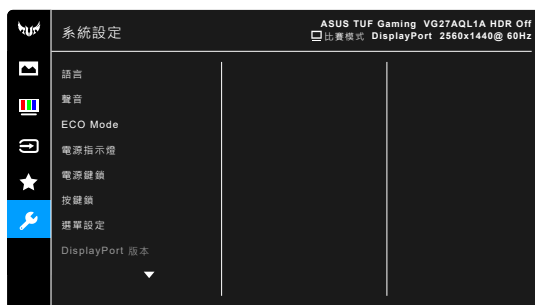 系統設定
ASUS TUF Gaming VG27AQL1A HDR Off
比賽模式 DisplayPort 2560x1440@ 60Hz
語言
聲音
ECO Mode
電源指示燈
電源鍵鎖
按鍵鎖
選單設定
DisplayPort 版本